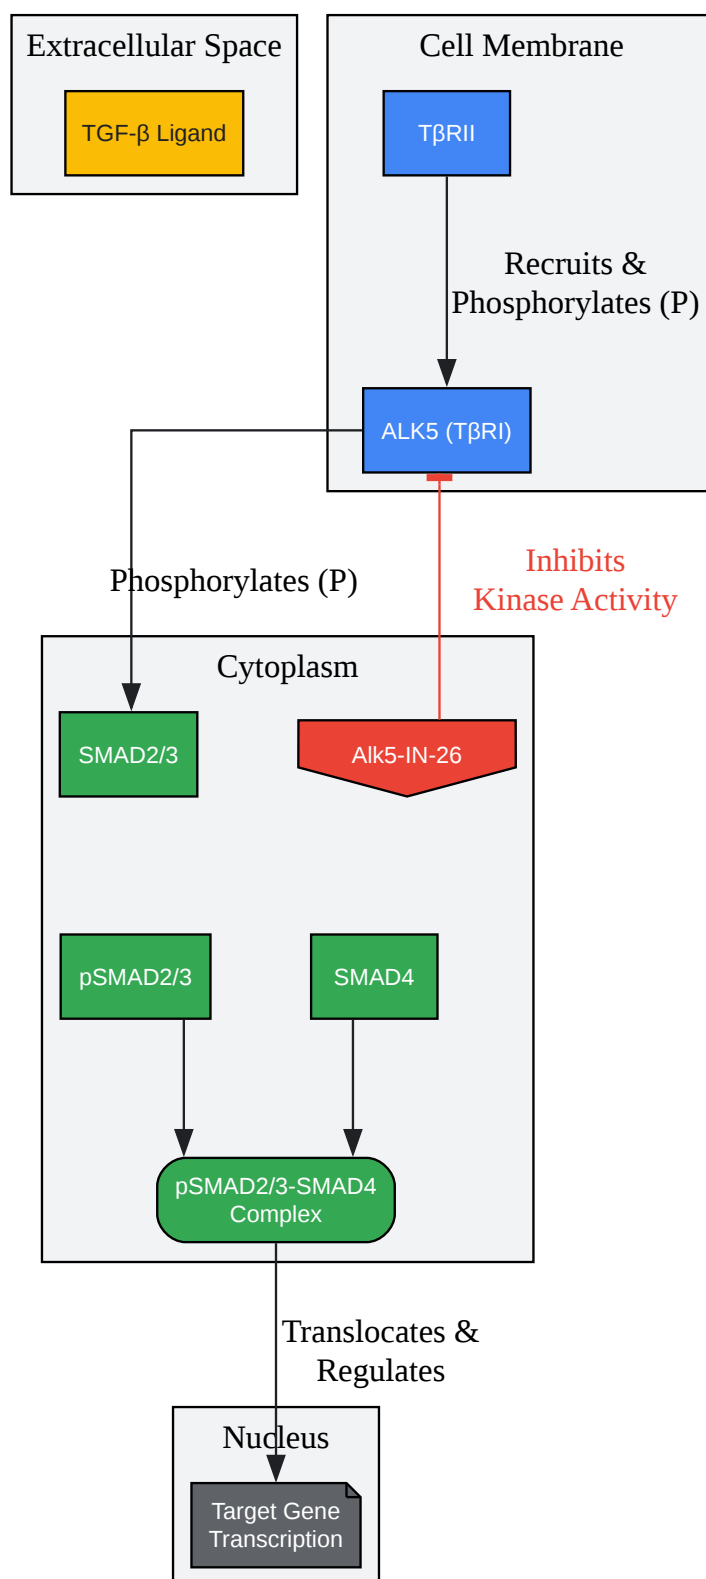 Extracellular Space
TGF-β Ligand
Cell Membrane
TβRII
Recruits &
Phosphorylates (P)
ALK5 (TβRI)
Phosphorylates (P)
Inhibits
Kinase Activity
Cytoplasm
SMAD2/3
Alk5-IN-26
pSMAD2/3
SMAD4
pSMAD2/3-SMAD4
Complex
Translocates &
Regulates
Nucleus
Target Gene
Transcription